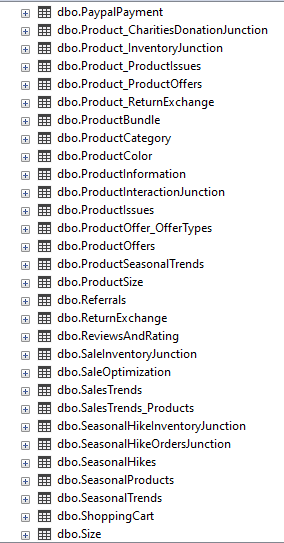 dbo.PaypalPayment
dbo.Product_CharitiesDonationJunction
dbo.Product_InventoryJunction
dbo.Product_ProductIssues
dbo.Product_ProductOffers
dbo.Product_ReturnExchange
dbo.ProductBundle
dbo.ProductCategory
dbo.ProductColor
dbo.ProductInformation
dbo.ProductInteractionJunction
dbo.ProductIssues
dbo.ProductOffer_OfferTypes
dbo.ProductOffers
dbo.ProductSeasonalTrends
dbo.ProductSize
dbo.Referrals
dbo.ReturnExchange
dbo.ReviewsAndRating
dbo.SaleInventoryJunction
dbo.SaleOptimization
dbo.SalesTrends
dbo.SalesTrends_Products
dbo.SeasonalHikeInventoryJunction
dbo.SeasonalHikeOrdersJunction
dbo.SeasonalHikes
dbo.SeasonalProducts
dbo.SeasonalTrends
dbo.ShoppingCart
dbo.Size